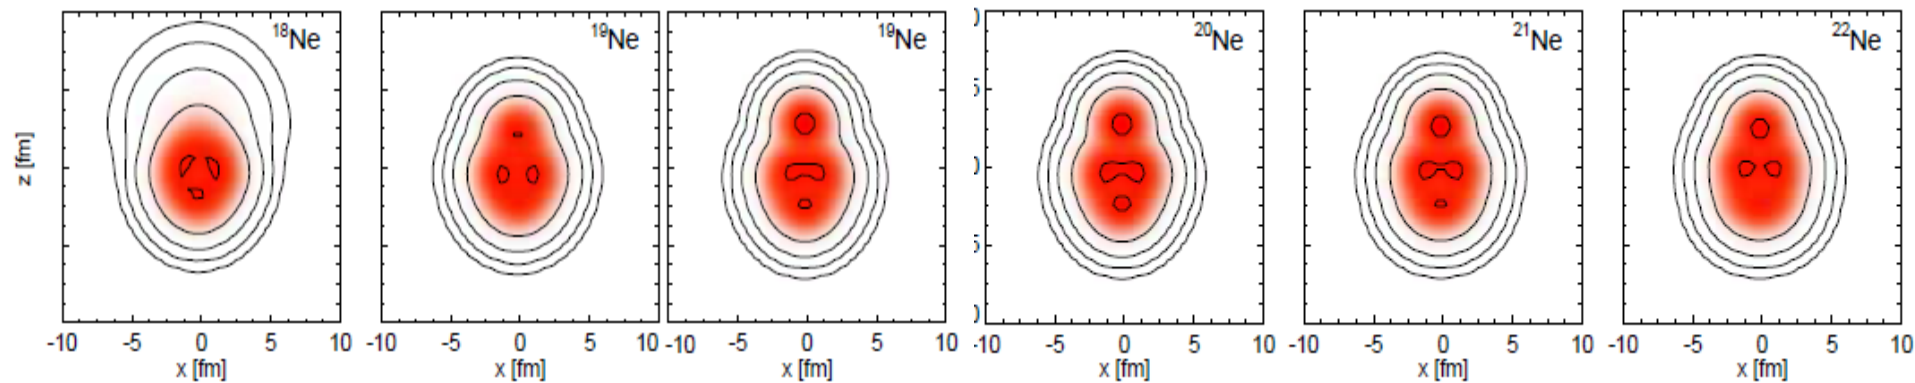 18Ne 19Ne 19Ne 20Ne 21Ne 22Ne
z [fm]
-10 -5 0 5 10 -10 -5 0 5 10 -10 -5 0 5 10 -10 -5 0 5 10 -10 -5 0 5 10 -10 -5 0 5 10
x [fm] x [fm] x [fm] x [fm] x [fm] x [fm]